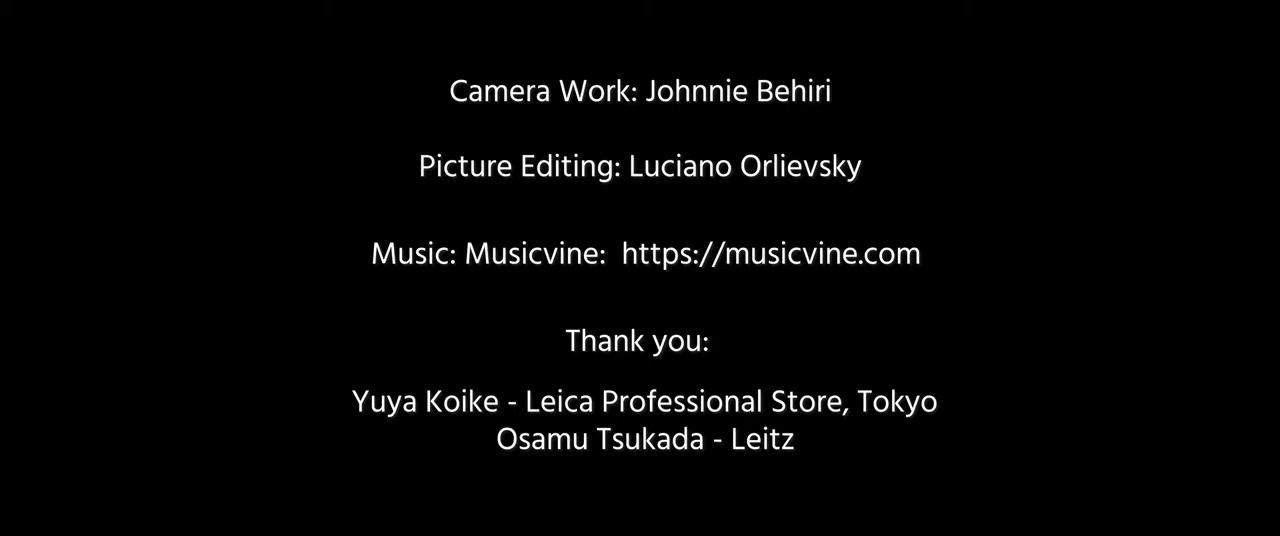 Camera Work: Johnnie Behiri
Picture Editing: Luciano Orlievsky
Music: Musicvine:  https://musicvine.com
Thank you:
Yuya Koike - Leica Professional Store, Tokyo
Osamu Tsukada - Leitz